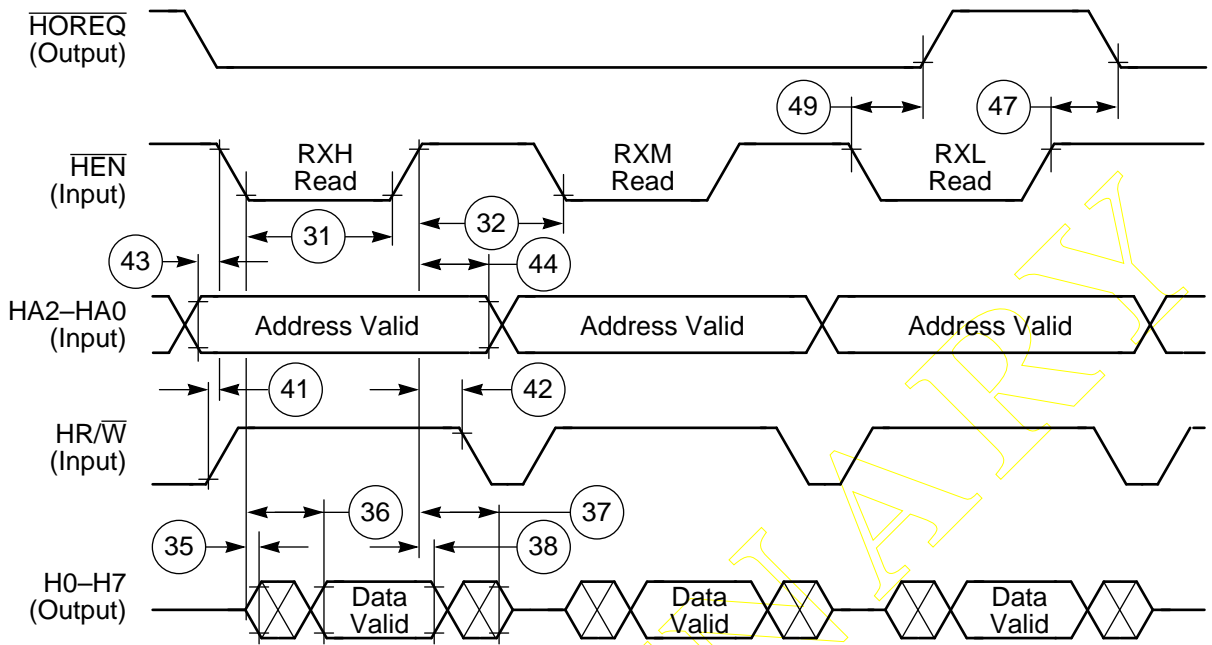 H̅O̅R̅E̅Q̅
(Output)
49
47
H̅E̅N̅
(Input)
RXH
Read
RXM
Read
RXL
Read
31
32
43
44
HA2–HA0
(Input)
Address Valid
Address Valid
Address Valid
41
42
HR/W̅
(Input)
36
37
35
38
H0–H7
(Output)
Data
Valid
Data
Valid
Data
Valid
ARY